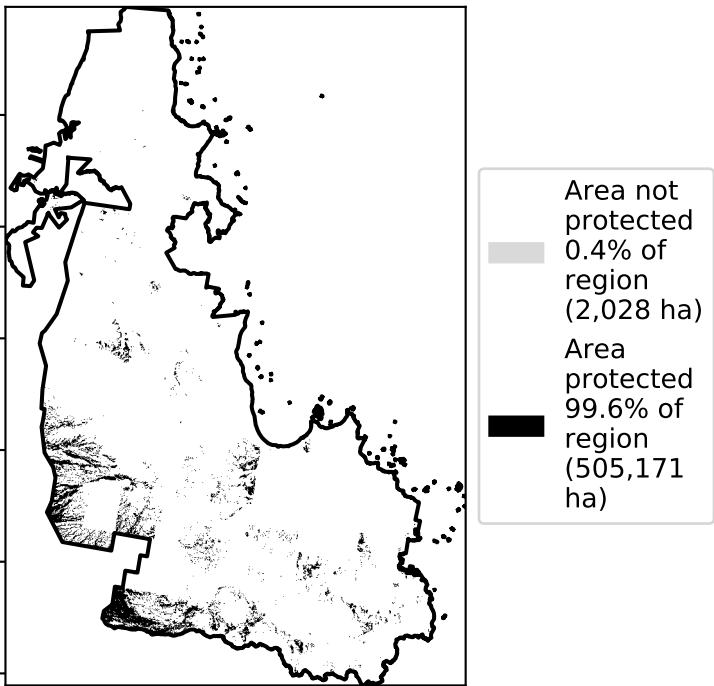 Area not
protected
0.4% of
region
(2,028 ha)
Area
protected
99.6% of
region
(505,171
ha)